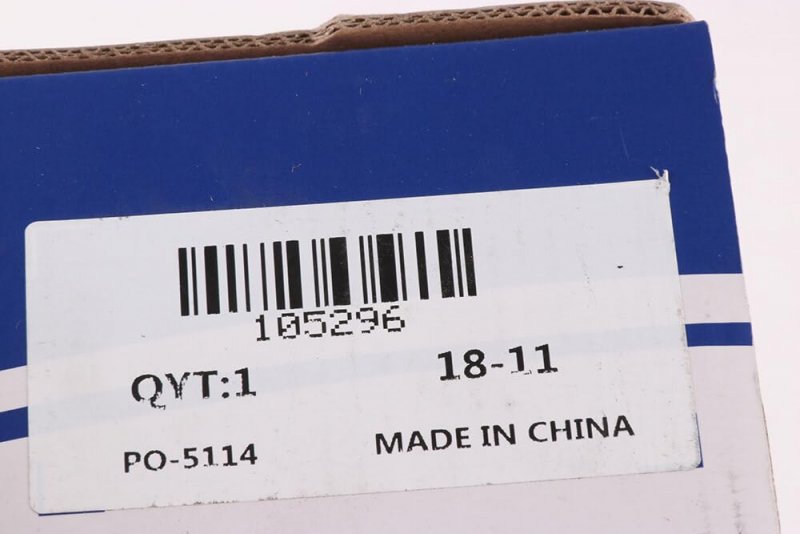 105296
QYT:1
18-11
PO-5114
MADE IN CHINA